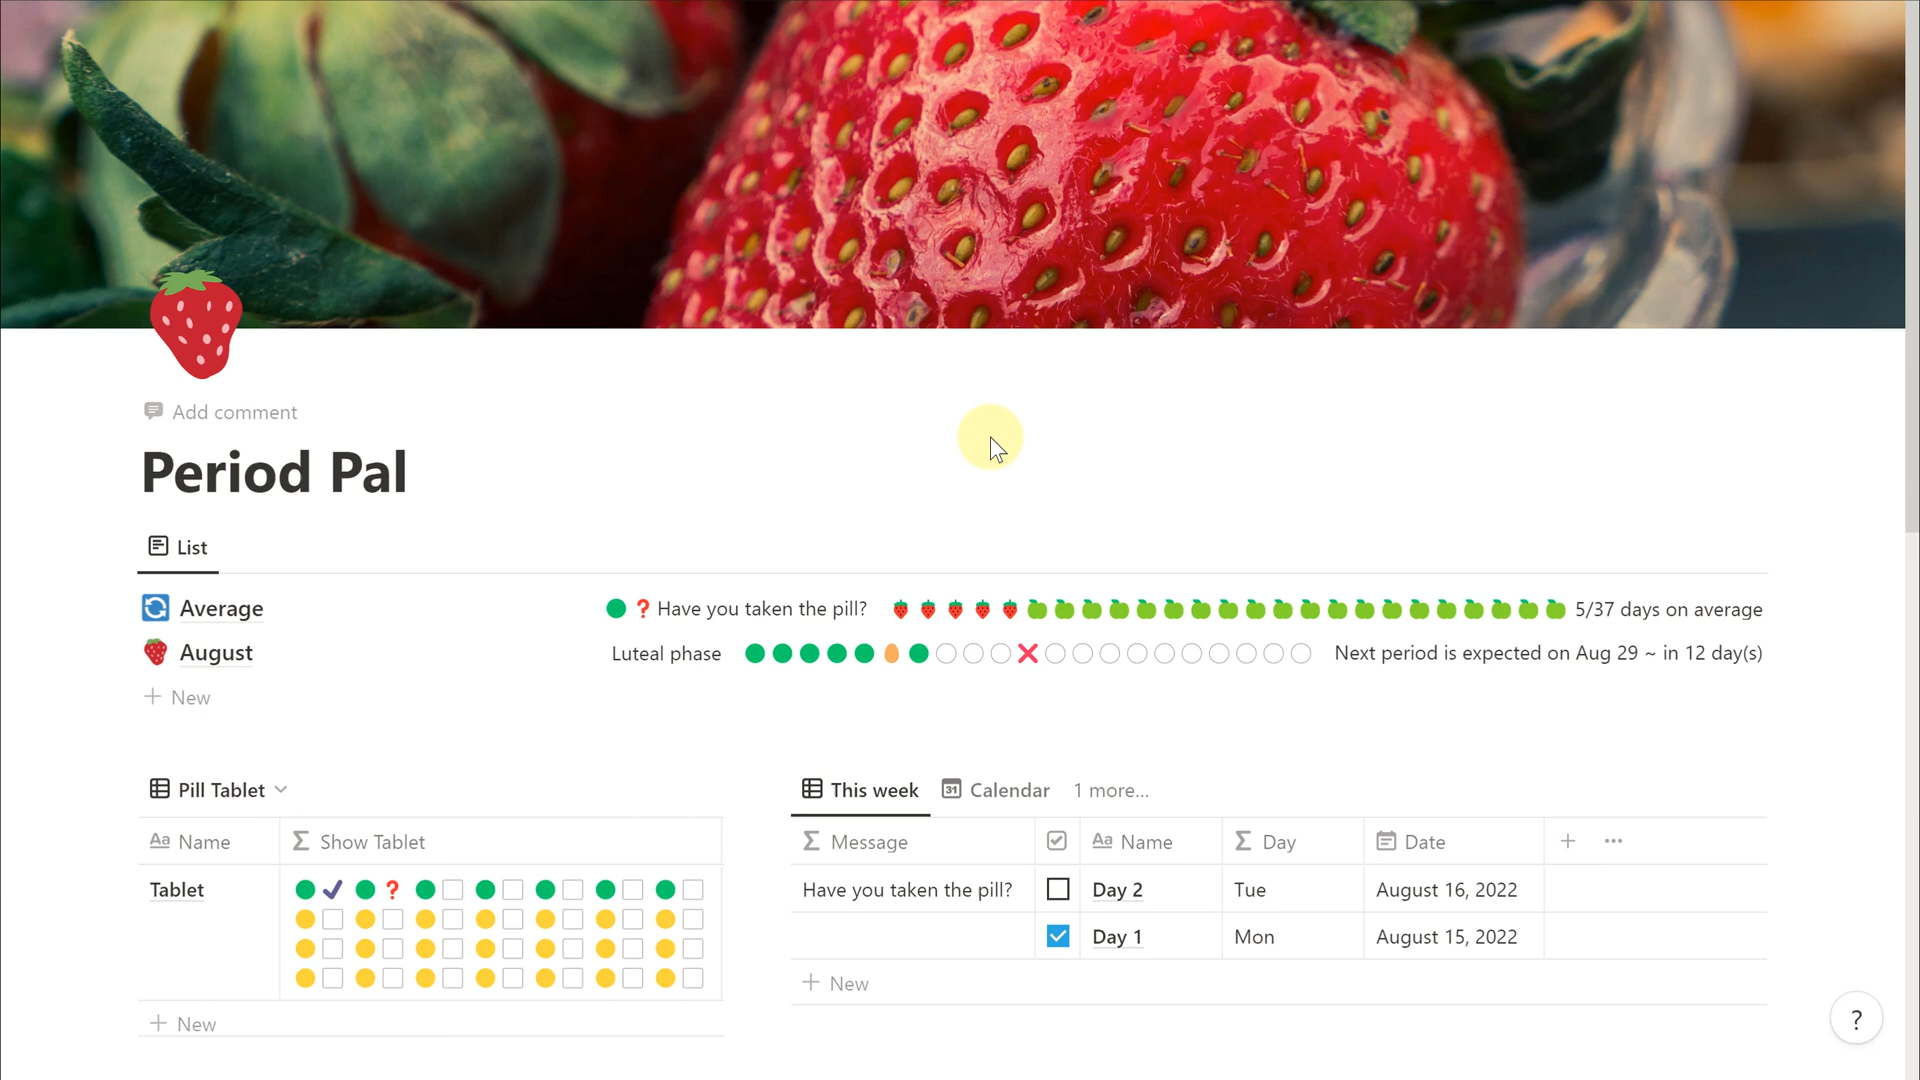 Add comment
Period Pal
List
Average 🟢❓ Have you taken the pill? 🍓🍓🍓🍓🍓🍏🍏🍏🍏🍏🍏🍏🍏🍏🍏🍏🍏🍏🍏🍏🍏🍏🍏🍏🍏 5/37 days on average
August Luteal phase Next period is expected on Aug 29 ~ in 12 day(s)
+ New
Pill Tablet
Aa Name Σ Show Tablet
Tablet
+ New
This week 31 Calendar 1 more...
Σ Message Aa Name Σ Day Date + ...
Have you taken the pill? Day 2 Tue August 16, 2022
Day 1 Mon August 15, 2022
+ New
?